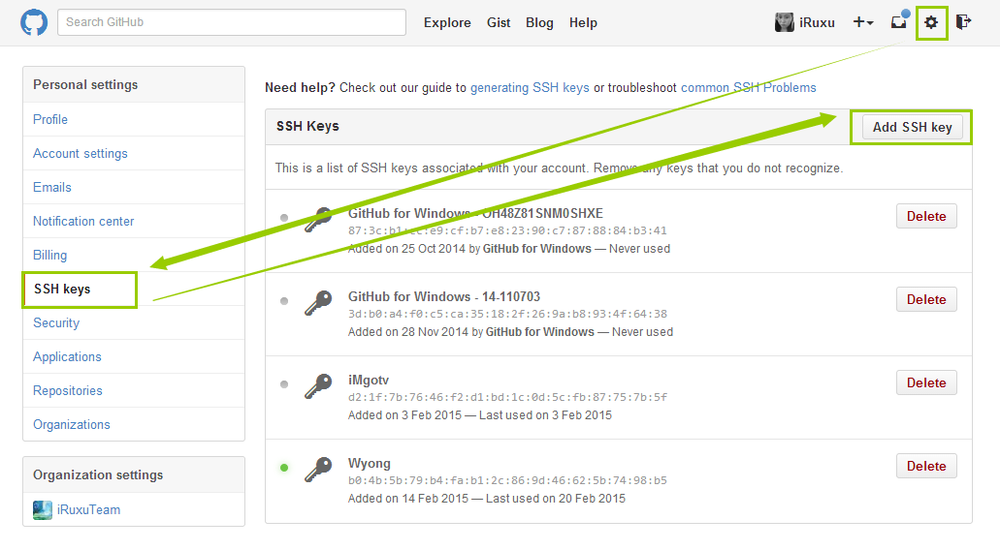 Search GitHub
Explore Gist Blog Help
iRuxu
Personal settings
Profile
Account settings
Emails
Notification center
Billing
SSH keys
Security
Applications
Repositories
Organizations
Organization settings
iRuxuTeam
Need help? Check out our guide to generating SSH keys or troubleshoot common SSH Problems
SSH Keys
Add SSH key
This is a list of SSH keys associated with your account. Remove any keys that you do not recognize.
GitHub for Windows - OH48Z81SNM0SHXE
Delete
87:3c:b1: :e9:cf:b7:e8:23:90:c7:87:88:84:b3:41
Added on 25 Oct 2014 by GitHub for Windows — Never used
GitHub for Windows - 14-110703
Delete
3d:b0:a4:f0:c5:ca:35:18:2f:26:9a:b8:93:4f:64:38
Added on 28 Nov 2014 by GitHub for Windows — Never used
iMgotv
Delete
d2:1f:7b:76:46:f2:d1:bd:1c:0d:5c:fb:87:75:7b:5f
Added on 3 Feb 2015 — Last used on 3 Feb 2015
Wyong
Delete
b0:4b:5b:79:b4:fa:b1:2c:86:9d:46:62:5b:74:98:b5
Added on 14 Feb 2015 — Last used on 20 Feb 2015